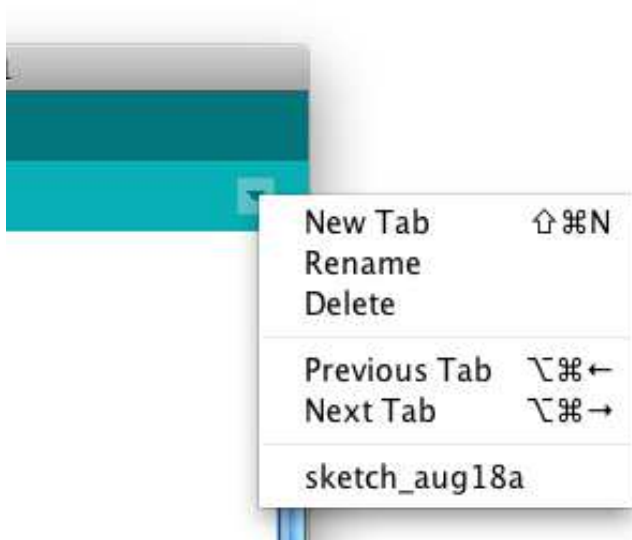 New Tab ⇧⌘N
Rename
Delete
Previous Tab ⌥⌘←
Next Tab ⌥⌘→
sketch_aug18a